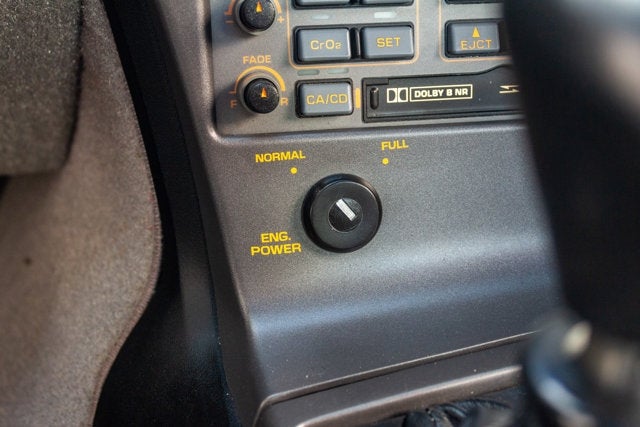 - +
CrO2 SET EJCT
FADE
F R CA/CD DOLBY B NR
NORMAL FULL
ENG.
POWER